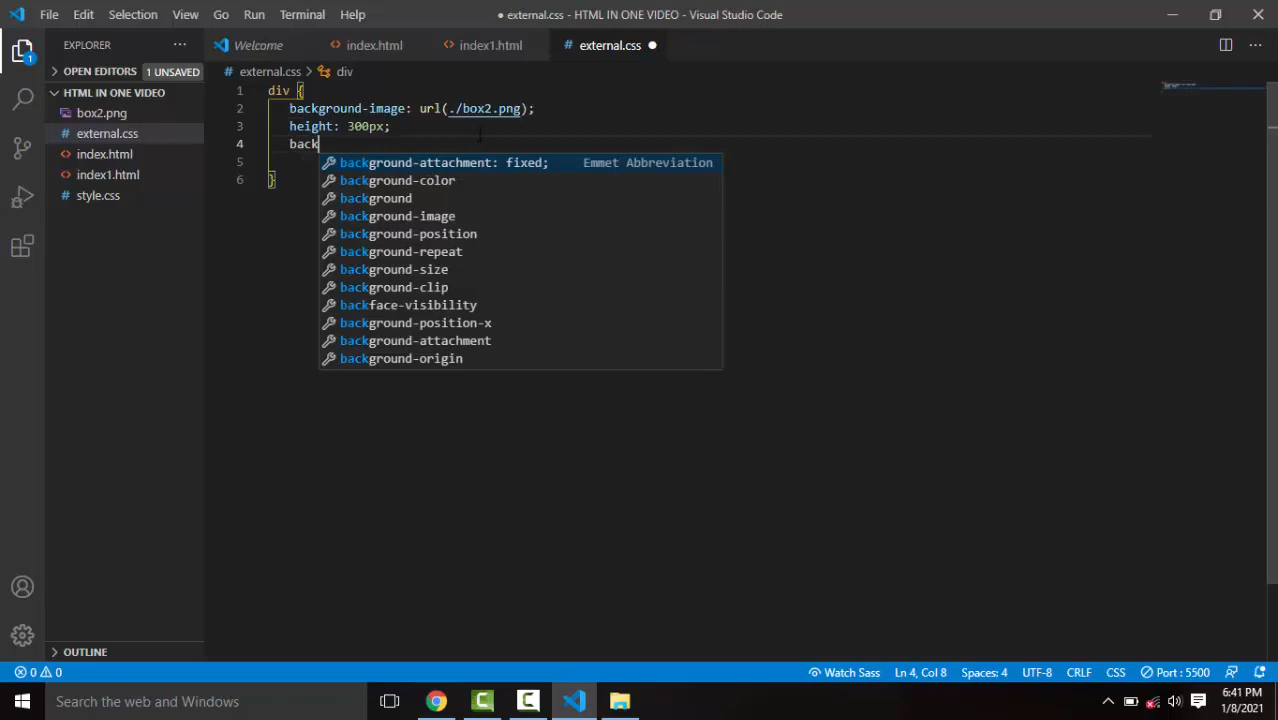 File Edit Selection View Go Run Terminal Help
● external.css - HTML IN ONE VIDEO - Visual Studio Code
EXPLORER ···
Welcome <> index.html <> index1.html # external.css ●
OPEN EDITORS 1 UNSAVED
HTML IN ONE VIDEO
box2.png
# external.css
<> index.html
<> index1.html
# style.css
OUTLINE
1
# external.css > div
1 div {
2 background-image: url(./box2.png);
3 height: 300px;
4 back
5
6 }
background-attachment: fixed; Emmet Abbreviation
background-color
background
background-image
background-position
background-repeat
background-size
background-clip
backface-visibility
background-position-x
background-attachment
background-origin
0 0 Watch Sass Ln 4, Col 8 Spaces: 4 UTF-8 CRLF CSS Port : 5500
Search the web and Windows
6:41 PM
1/8/2021